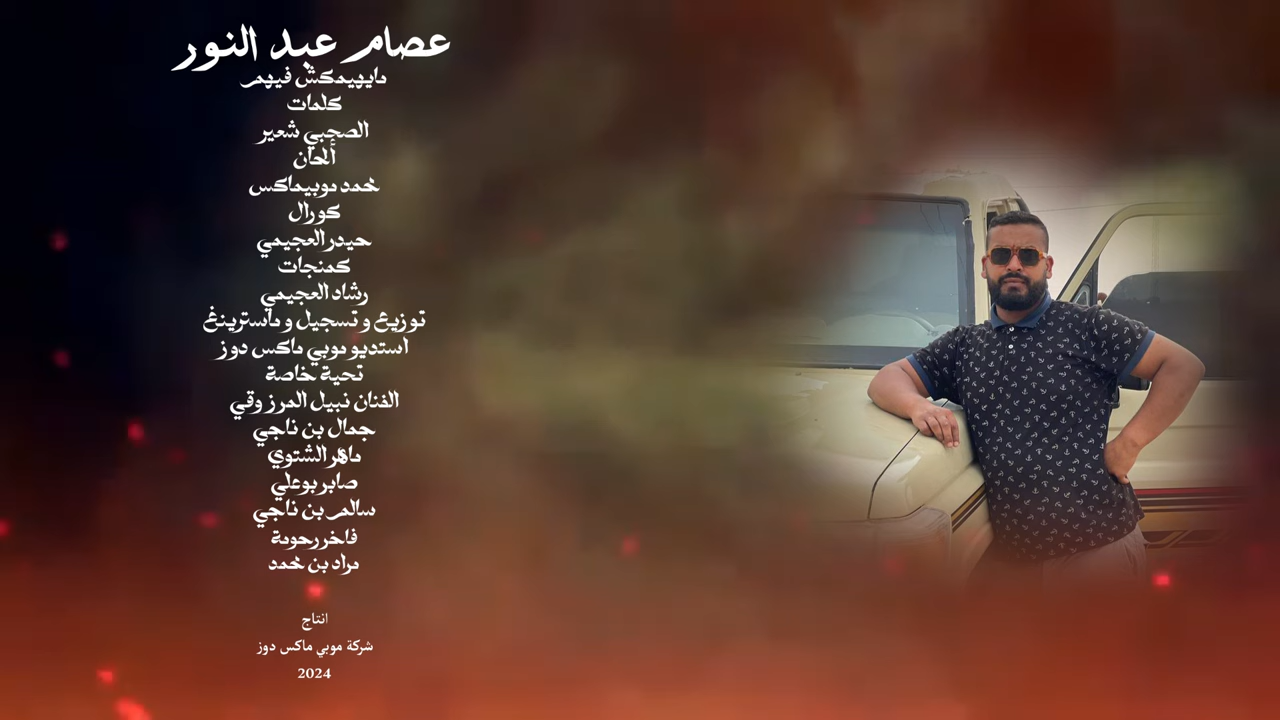 عصام عبد النور
مايهيمكش فيهم
كلمات
الصحبي شعير
ألحان
محمد موبيماكس
كورال
حيدر العجيمي
كمنجات
رشاد العجيمي
توزيع و تسجيل و ماسترينغ
استديو موبي ماكس دوز
تحية خاصة
الفنان نبيل المرزوقي
جمال بن ناجي
ماهر الشتوي
صابر بوعلي
سالم بن ناجي
فاخر رحومة
مراد بن محمد
انتاج
شركة موبي ماكس دوز
2024